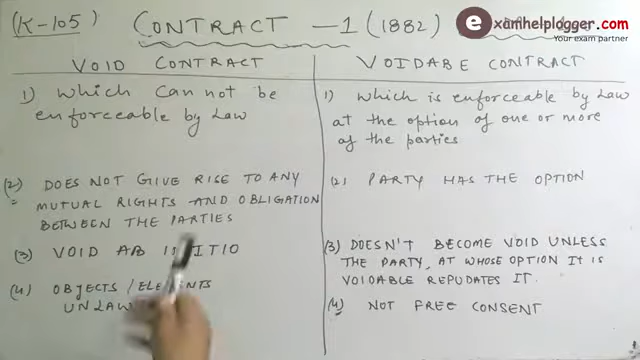 (K-105)
CONTRACT -1 (1882)
examhelplogger.com
Your exam partner
VOID CONTRACT
1) Which can not be
enforceable by Law
(2) DOES NOT GIVE RISE TO ANY
MUTUAL RIGHTS AND OBLIGATION
BETWEEN THE PARTIES
(3) VOID AB INITIO
(4) OBJECTS/ELEMENTS
VOIDABE CONTRACT
1) Which is enforceable by Law
at the option of one or more
of the parties
(2) PARTY HAS THE OPTION
(3) DOESN'T BECOME VOID UNLESS
THE PARTY, AT WHOSE OPTION IT IS
VOIDABLE REPUDATES IT.
(4) NOT FREE CONSENT